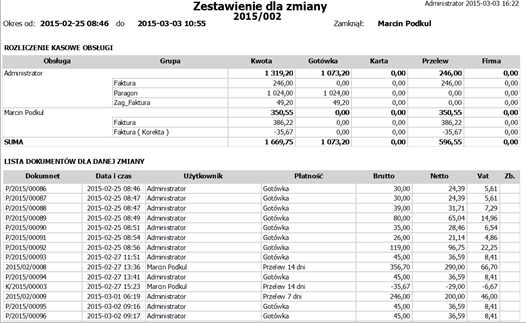 Administrator 2015-03-03 16:22
Zestawienie dla zmiany
2015/002
Okres od: 2015-02-25 08:46 do 2015-03-03 10:55 Zamknął: Marcin Podkul
ROZLICZENIE KASOWE OBSŁUGI
Obsługa Grupa Kwota Gotówka Karta Przelew Firma
Administrator 1 319,20 1 073,20 0,00 246,00 0,00
Faktura 246,00 0,00 0,00 246,00 0,00
Paragon 1 024,00 1 024,00 0,00 0,00 0,00
Zag_Faktura 49,20 49,20 0,00 0,00 0,00
Marcin Podkul 350,55 0,00 0,00 350,55 0,00
Faktura 386,22 0,00 0,00 386,22 0,00
Faktura ( Korekta ) -35,67 0,00 0,00 -35,67 0,00
SUMA 1 669,75 1 073,20 0,00 596,55 0,00
LISTA DOKUMENTÓW DLA DANEJ ZMIANY
Dokumnet Data i czas Użytkownik Płatność Brutto Netto Vat Zb.
P/2015/00086 2015-02-25 08:46 Administrator Gotówka 30,00 24,39 5,61
P/2015/00087 2015-02-25 08:47 Administrator Gotówka 30,00 24,39 5,61
P/2015/00088 2015-02-25 08:47 Administrator Gotówka 39,00 31,71 7,29
P/2015/00089 2015-02-25 08:49 Administrator Gotówka 80,00 65,04 14,96
P/2015/00090 2015-02-25 08:51 Administrator Gotówka 35,00 28,46 6,54
P/2015/00091 2015-02-25 08:54 Administrator Gotówka 26,00 21,14 4,86
P/2015/00092 2015-02-25 08:56 Administrator Gotówka 119,00 96,75 22,25
P/2015/00093 2015-02-27 11:51 Administrator Gotówka 45,00 36,59 8,41
2015/02/0008 2015-02-27 13:36 Marcin Podkul Przelew 14 dni 356,70 290,00 66,70
P/2015/00094 2015-02-27 13:41 Administrator Gotówka 45,00 36,59 8,41
K/2015/00003 2015-02-27 15:23 Marcin Podkul Przelew 14 dni -35,67 -29,00 -6,67
2015/02/0009 2015-03-01 06:19 Administrator Przelew 7 dni 246,00 200,00 46,00
P/2015/00095 2015-03-02 09:16 Administrator Gotówka 45,00 36,59 8,41
P/2015/00096 2015-03-02 09:17 Administrator Gotówka 45,00 36,59 8,41